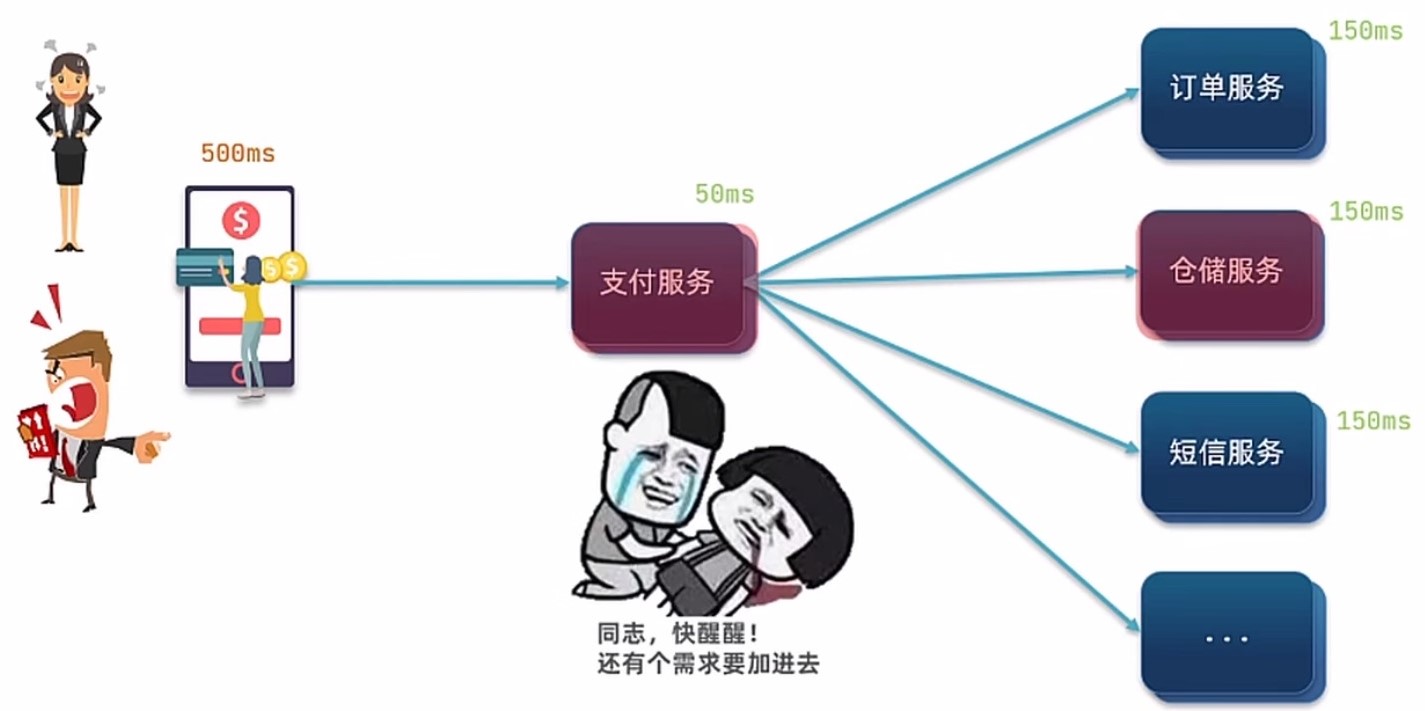 150ms
订单服务
500ms
50ms
150ms
支付服务
仓储服务
150ms
短信服务
...
同志，快醒醒！
还有个需求要加进去